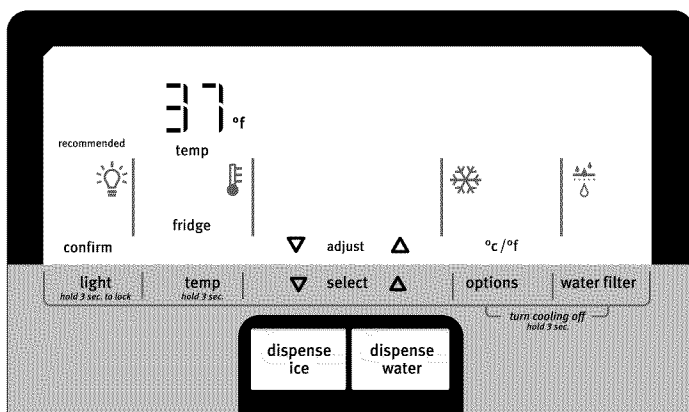 37 °F
recommended
temp
fridge
confirm
adjust
°c/°f
light
hold 3 sec. to lock
temp
hold 3 sec.
select
options
water filter
turn cooling off
hold 3 sec.
dispense
ice
dispense
water